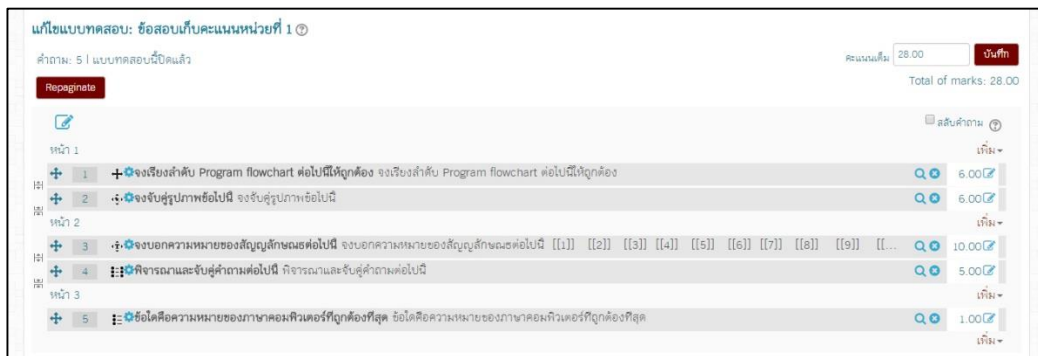 แก้ไขแบบทดสอบ: ข้อสอบเก็บคะแนนหน่วยที่ 1
คำถาม: 5 | แบบทดสอบนี้ปิดแล้ว คะแนนเต็ม 28.00 บันทึก
Repaginate Total of marks: 28.00
สลับคำถาม
หน้า 1 เพิ่ม
1 จงเรียงลำดับ Program flowchart ต่อไปนี้ให้ถูกต้อง จงเรียงลำดับ Program flowchart ต่อไปนี้ให้ถูกต้อง 6.00
2 จงจับคู่รูปภาพข้อไปนี้ จงจับคู่รูปภาพข้อไปนี้ 6.00
หน้า 2 เพิ่ม
3 จงบอกความหมายของสัญญลักษณธต่อไปนี้ จงบอกความหมายของสัญญลักษณธต่อไปนี้ [[1]] [[2]] [[3]] [[4]] [[5]] [[6]] [[7]] [[8]] [[9]] [[... 10.00
4 พิจารณาและจับคู่คำถามต่อไปนี้ พิจารณาและจับคู่คำถามต่อไปนี้ 5.00
หน้า 3 เพิ่ม
5 ข้อใดคือความหมายของภาษาคอมพิวเตอร์ที่ถูกต้องที่สุด ข้อใดคือความหมายของภาษาคอมพิวเตอร์ที่ถูกต้องที่สุด 1.00
เพิ่ม